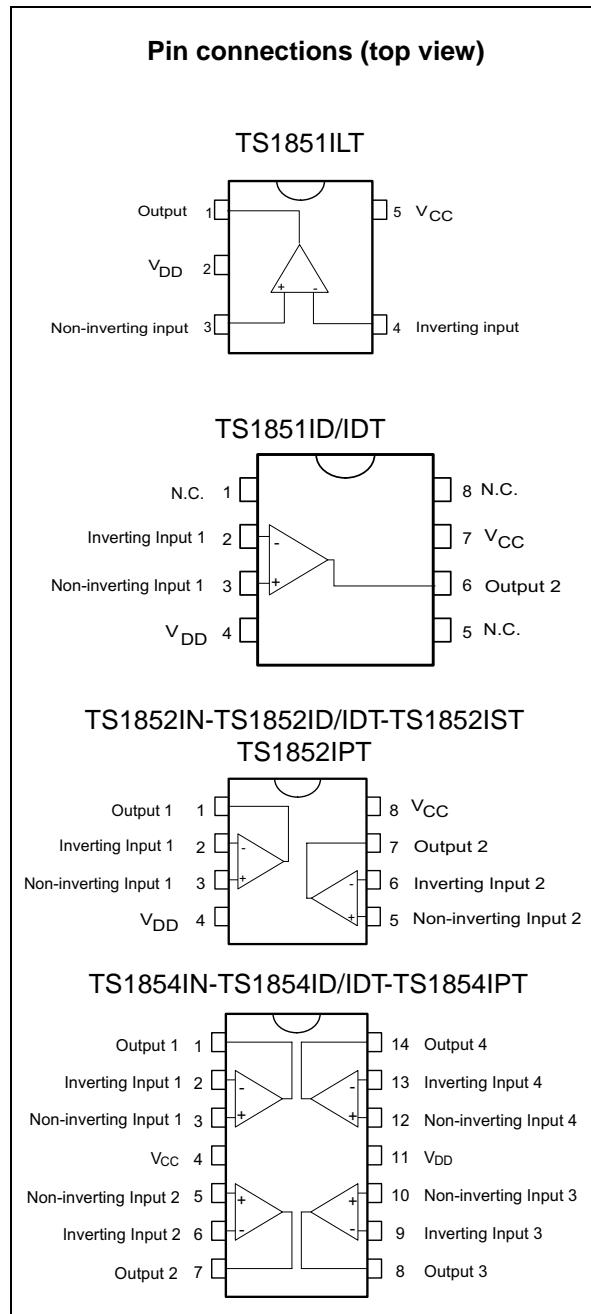 Pin connections (top view)
TS1851ILT
Output 1 5 VCC
VDD 2
Non-inverting input 3 4 Inverting input
+ -
TS1851ID/IDT
N.C. 1 8 N.C.
Inverting Input 1 2 - 7 VCC
Non-inverting Input 1 3 + 6 Output 2
VDD 4 5 N.C.
TS1852IN-TS1852ID/IDT-TS1852IST
TS1852IPT
Output 1 1 8 VCC
Inverting Input 1 2 - 7 Output 2
Non-inverting Input 1 3 + - 6 Inverting Input 2
VDD 4 + 5 Non-inverting Input 2
TS1854IN-TS1854ID/IDT-TS1854IPT
Output 1 1 14 Output 4
Inverting Input 1 2 - - 13 Inverting Input 4
Non-inverting Input 1 3 + + 12 Non-inverting Input 4
VCC 4 11 VDD
Non-inverting Input 2 5 + + 10 Non-inverting Input 3
Inverting Input 2 6 - - 9 Inverting Input 3
Output 2 7 8 Output 3